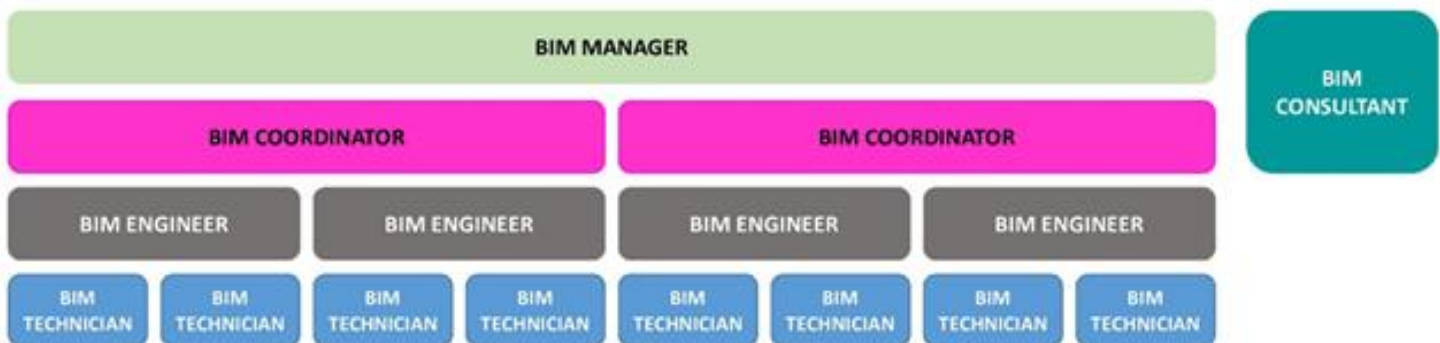 BIM MANAGER
BIM
CONSULTANT
BIM COORDINATOR
BIM COORDINATOR
BIM ENGINEER
BIM ENGINEER
BIM ENGINEER
BIM ENGINEER
BIM
TECHNICIAN
BIM
TECHNICIAN
BIM
TECHNICIAN
BIM
TECHNICIAN
BIM
TECHNICIAN
BIM
TECHNICIAN
BIM
TECHNICIAN
BIM
TECHNICIAN